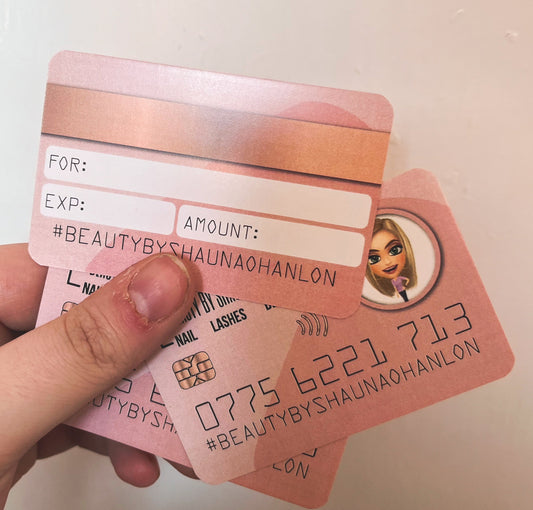 FOR:
EXP:
AMOUNT:
#BEAUTYBYSHAUNAOHANLON
NAIL LASHES
0775 6221 713
#BEAUTYBYSHAUNAOHANLON